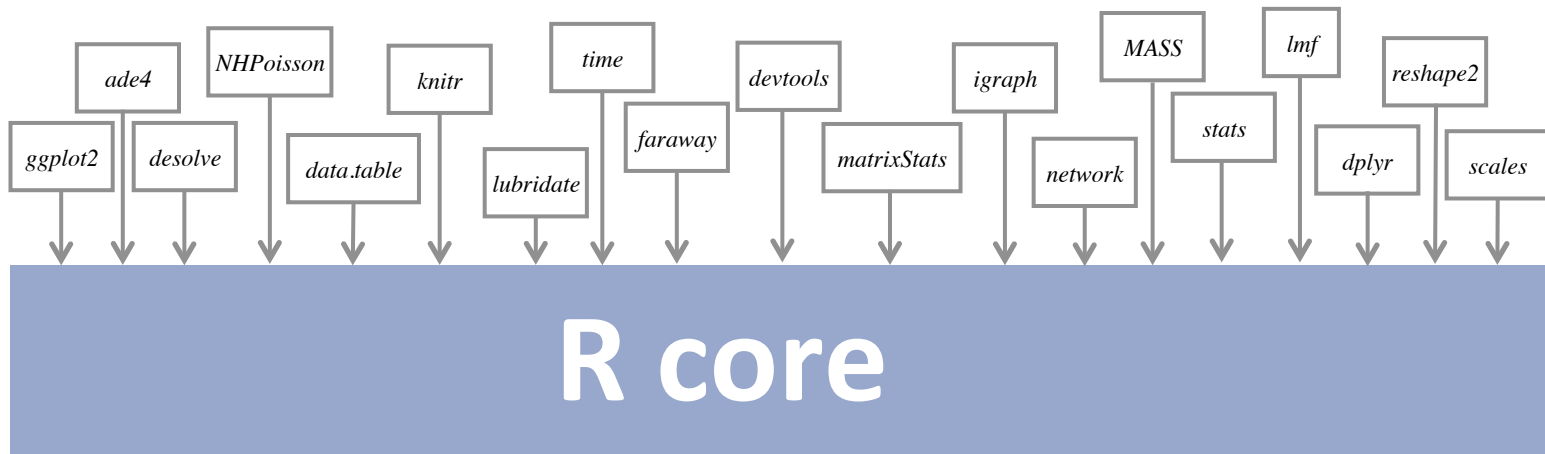 ggplot2
ade4
desolve
NHPoisson
data.table
knitr
lubridate
time
faraway
devtools
matrixStats
igraph
network
MASS
stats
lmf
dplyr
reshape2
scales
R core